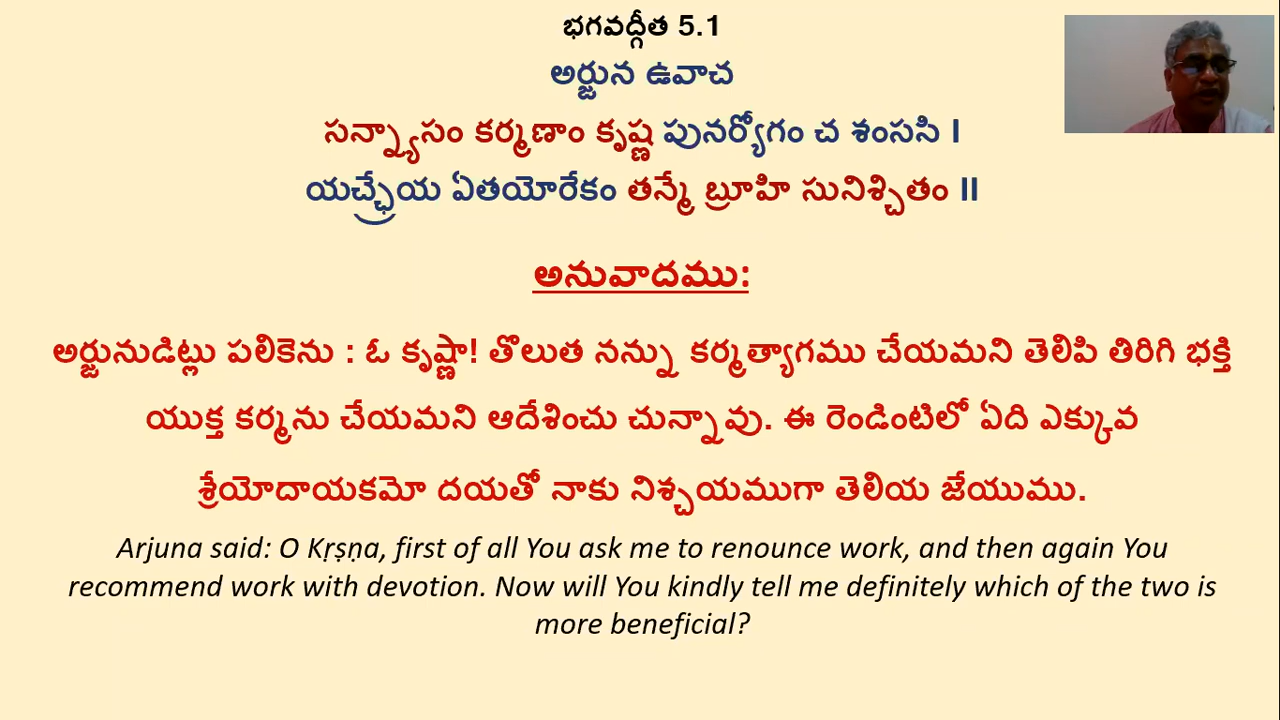 భగవద్గీత 5.1
అర్జున ఉవాచ
సన్న్యాసం కర్మణాం కృష్ణ పునర్యోగం చ శంససి I
యచ్ఛ్రేయ ఏతయోరేకం తన్మే బ్రూహి సునిశ్చితం II
అనువాదము:
అర్జునుడిట్లు పలికెను : ఓ కృష్ణా! తొలుత నన్ను కర్మత్యాగము చేయమని తెలిపి తిరిగి భక్తి
యుక్త కర్మను చేయమని ఆదేశించు చున్నావు. ఈ రెండింటిలో ఏది ఎక్కువ
శ్రేయోదాయకమో దయతో నాకు నిశ్చయముగా తెలియ జేయుము.
Arjuna said: O Kṛṣṇa, first of all You ask me to renounce work, and then again You
recommend work with devotion. Now will You kindly tell me definitely which of the two is
more beneficial?